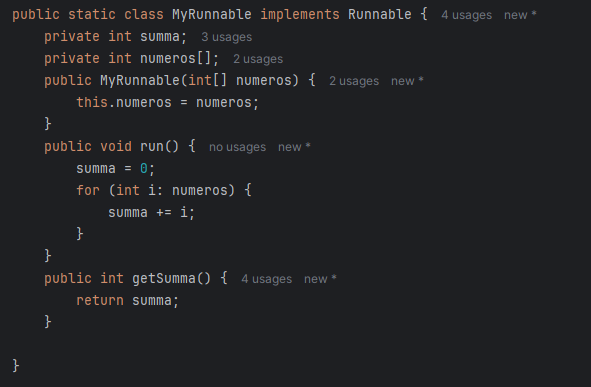 public static class MyRunnable implements Runnable {  4 usages  new *
    private int summa;  3 usages
    private int numeros[];  2 usages
    public MyRunnable(int[] numeros) {  2 usages  new *
        this.numeros = numeros;
    }
    public void run() {  no usages  new *
        summa = 0;
        for (int i: numeros) {
            summa += i;
        }
    }
    public int getSumma() {  4 usages  new *
        return summa;
    }

}